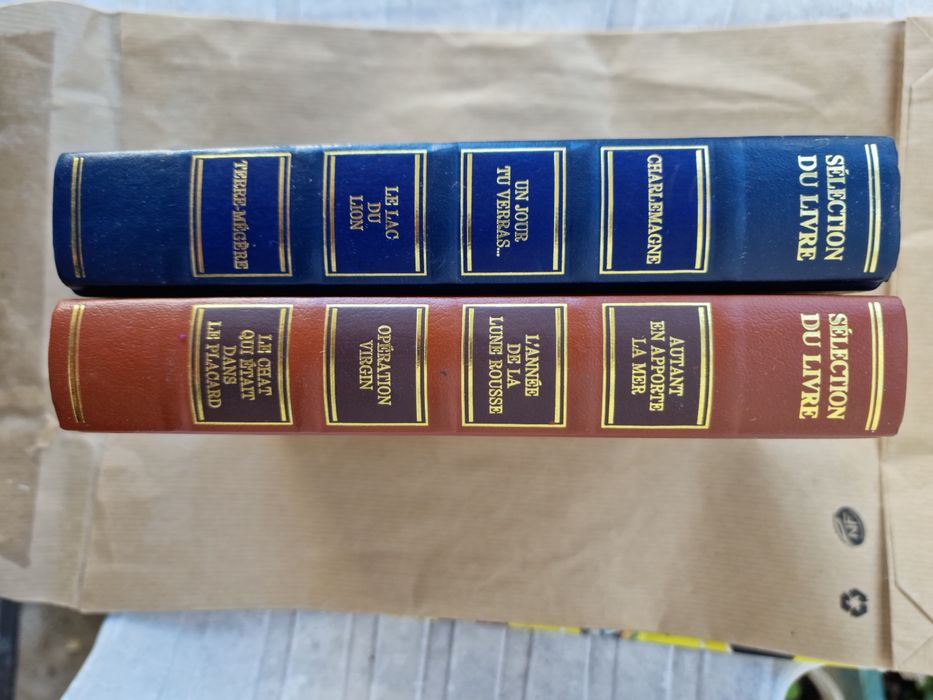 SÉLECTION
DU LIVRE
CHARLEMAGNE
UN JOUR
TU VERRAS...
LE LAC
DU
LION
TERRE-MÉGÈRE
SÉLECTION
DU LIVRE
AUTANT
EN APPORTE
LA MER
L'ANNÉE
DE LA
LUNE ROUSSE
OPÉRATION
VIRGIN
LE CHAT
QUI ÉTAIT
DANS
LE PLACARD